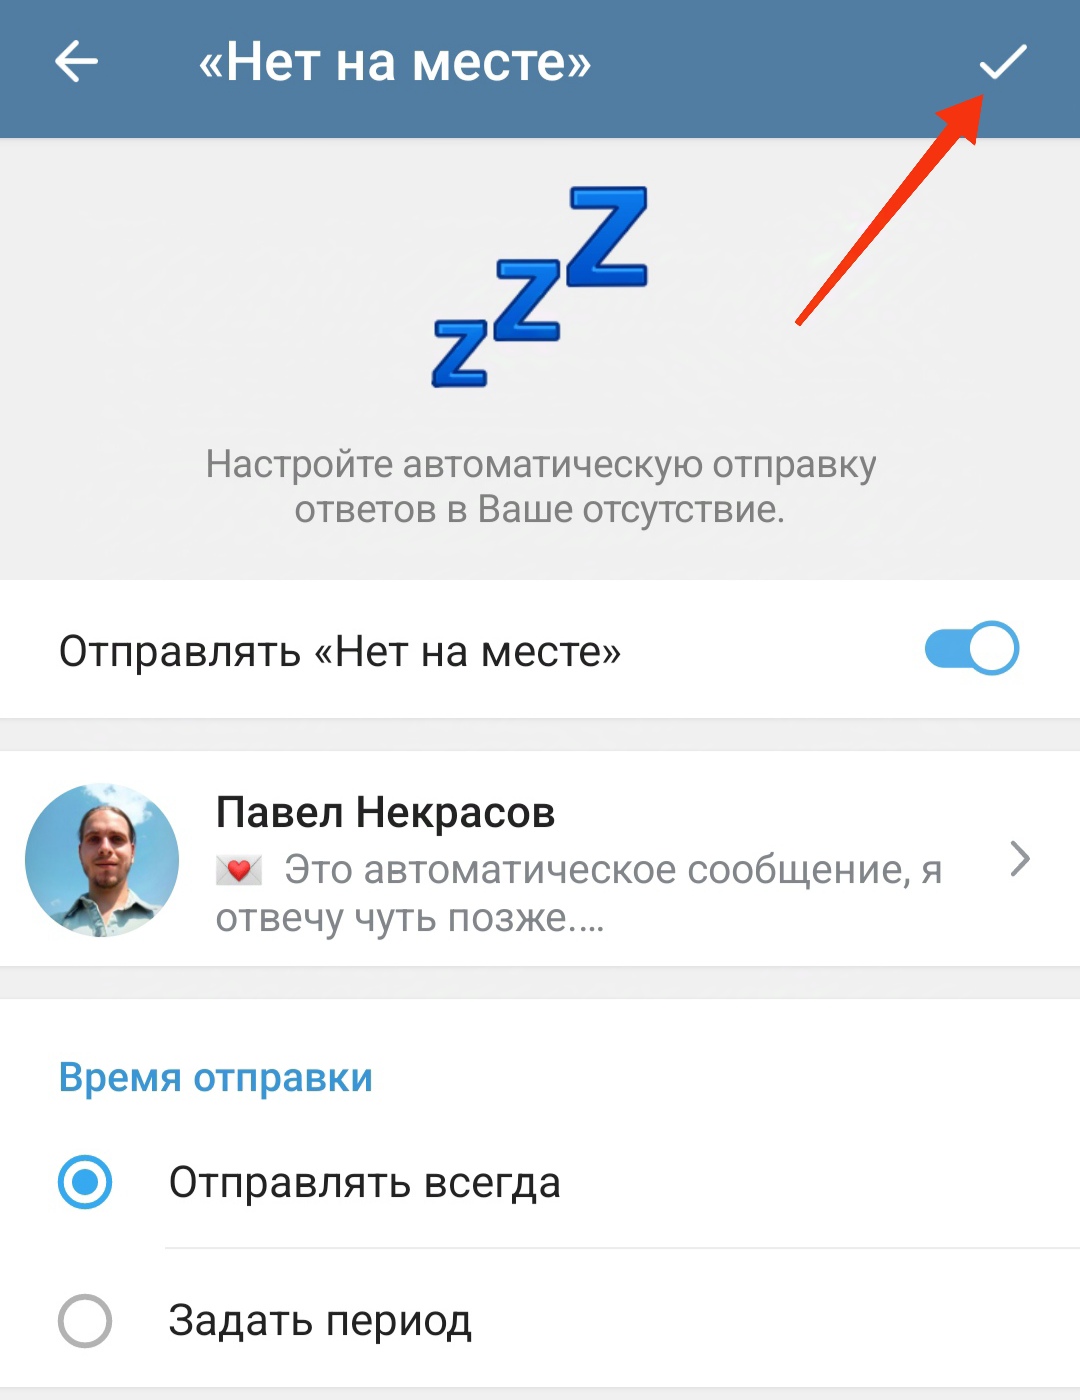 «Нет на месте»
zzZ
Настройте автоматическую отправку
ответов в Ваше отсутствие.
Отправлять «Нет на месте»
Павел Некрасов
💌 Это автоматическое сообщение, я
отвечу чуть позже.…
Время отправки
Отправлять всегда
Задать период